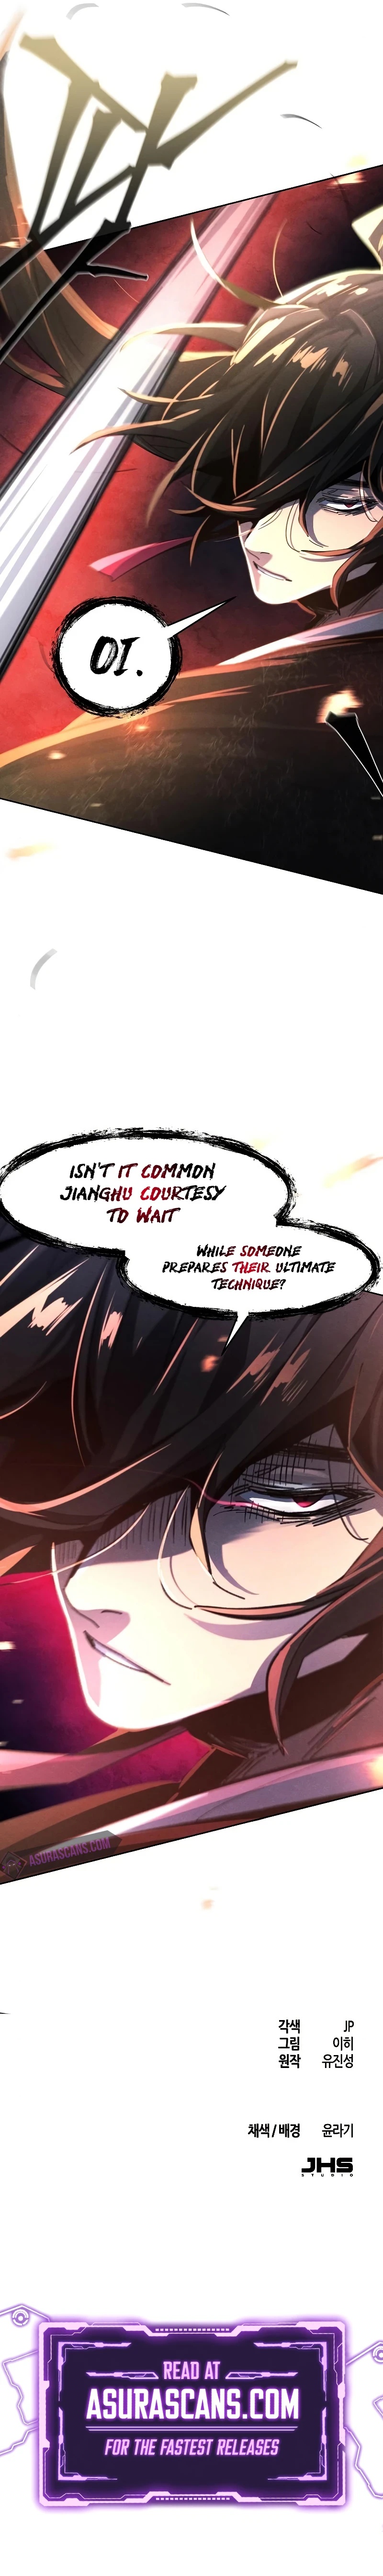 OI.
ISN'T IT COMMON
JIANGHU COURTESY
TO WAIT
WHILE SOMEONE
PREPARES THEIR ULTIMATE
TECHNIQUE?
ASURASCANS.COM
각색 JP
그림 이히
원작 유진성
채색 / 배경 윤라기
JHS
STUDIO
READ AT
ASURASCANS.COM
FOR THE FASTEST RELEASES